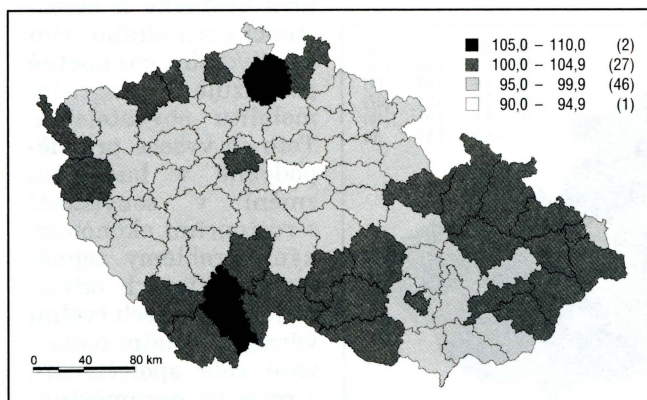 105,0 – 110,0 (2)
100,0 – 104,9 (27)
95,0 – 99,9 (46)
90,0 – 94,9 (1)
0 40 80 km